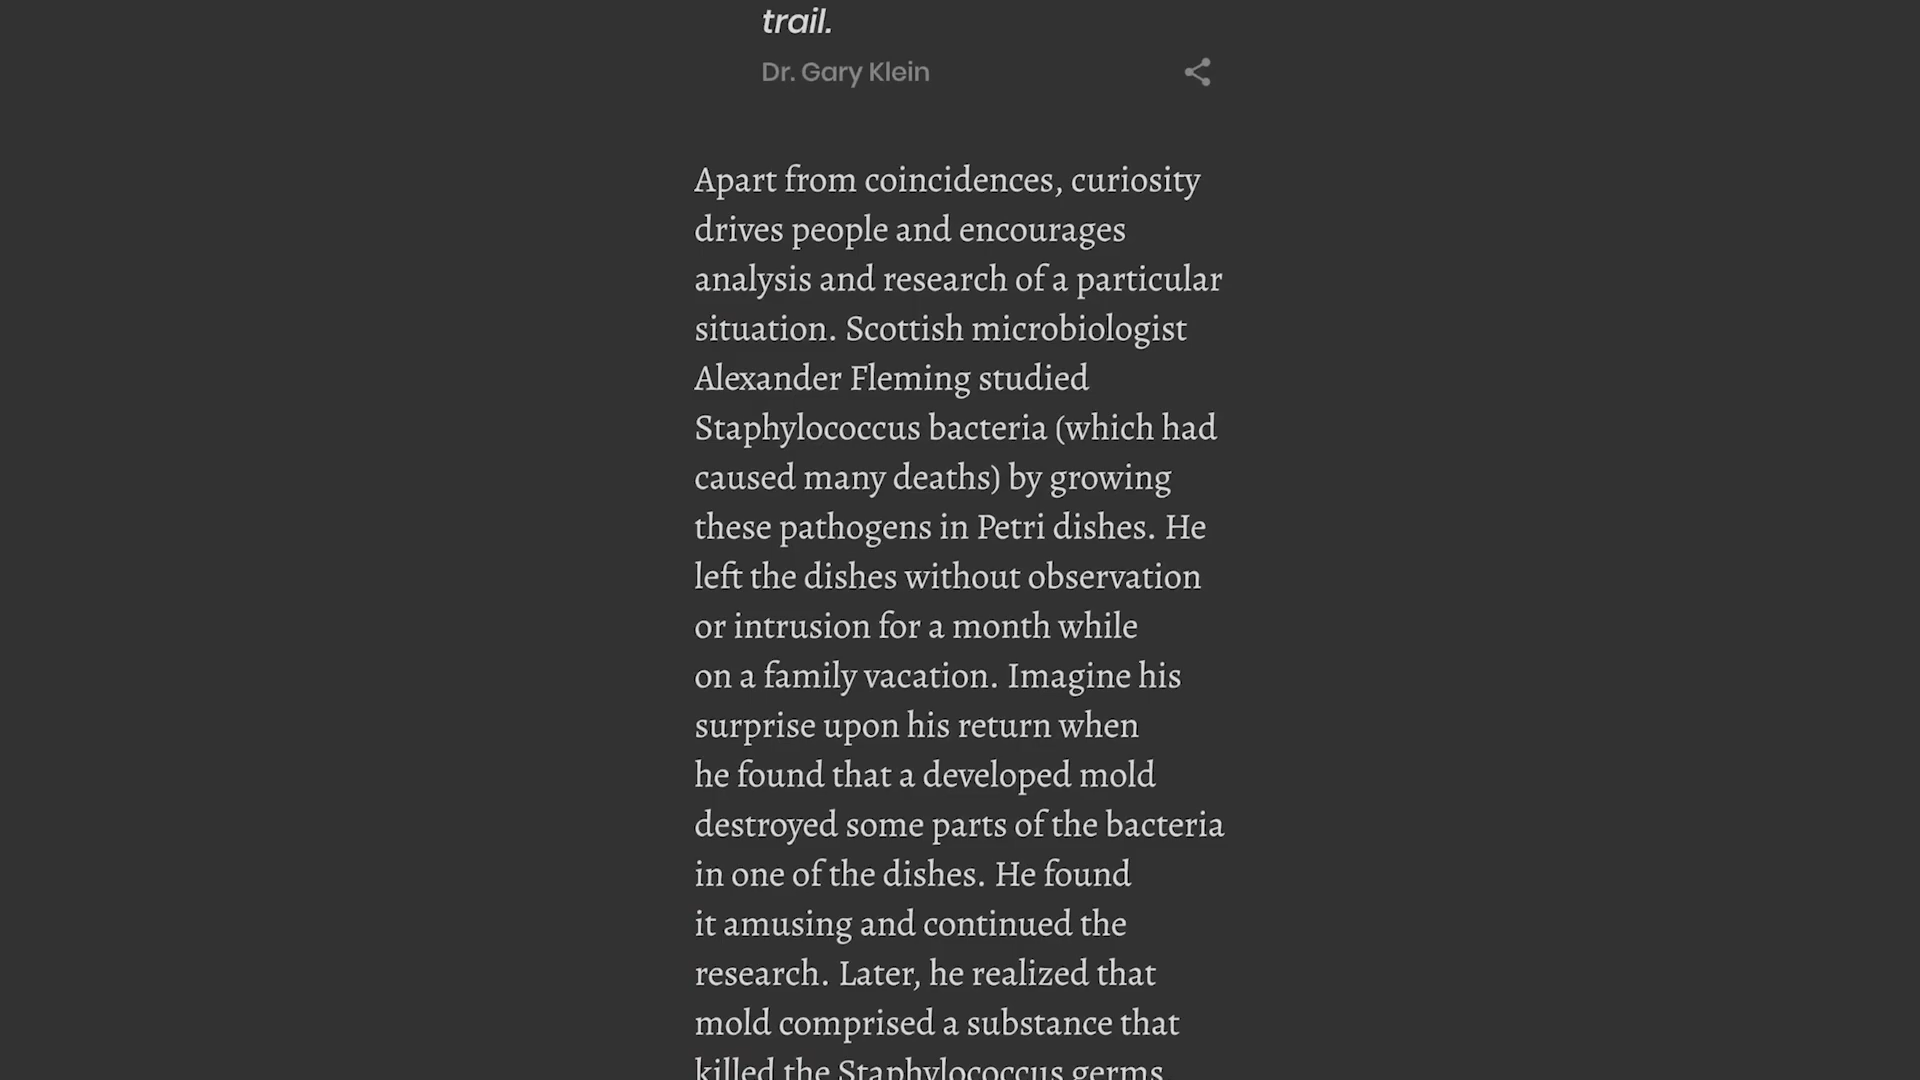 trail.
Dr. Gary Klein
Apart from coincidences, curiosity
drives people and encourages
analysis and research of a particular
situation. Scottish microbiologist
Alexander Fleming studied
Staphylococcus bacteria (which had
caused many deaths) by growing
these pathogens in Petri dishes. He
left the dishes without observation
or intrusion for a month while
on a family vacation. Imagine his
surprise upon his return when
he found that a developed mold
destroyed some parts of the bacteria
in one of the dishes. He found
it amusing and continued the
research. Later, he realized that
mold comprised a substance that
killed the Staphylococcus germs